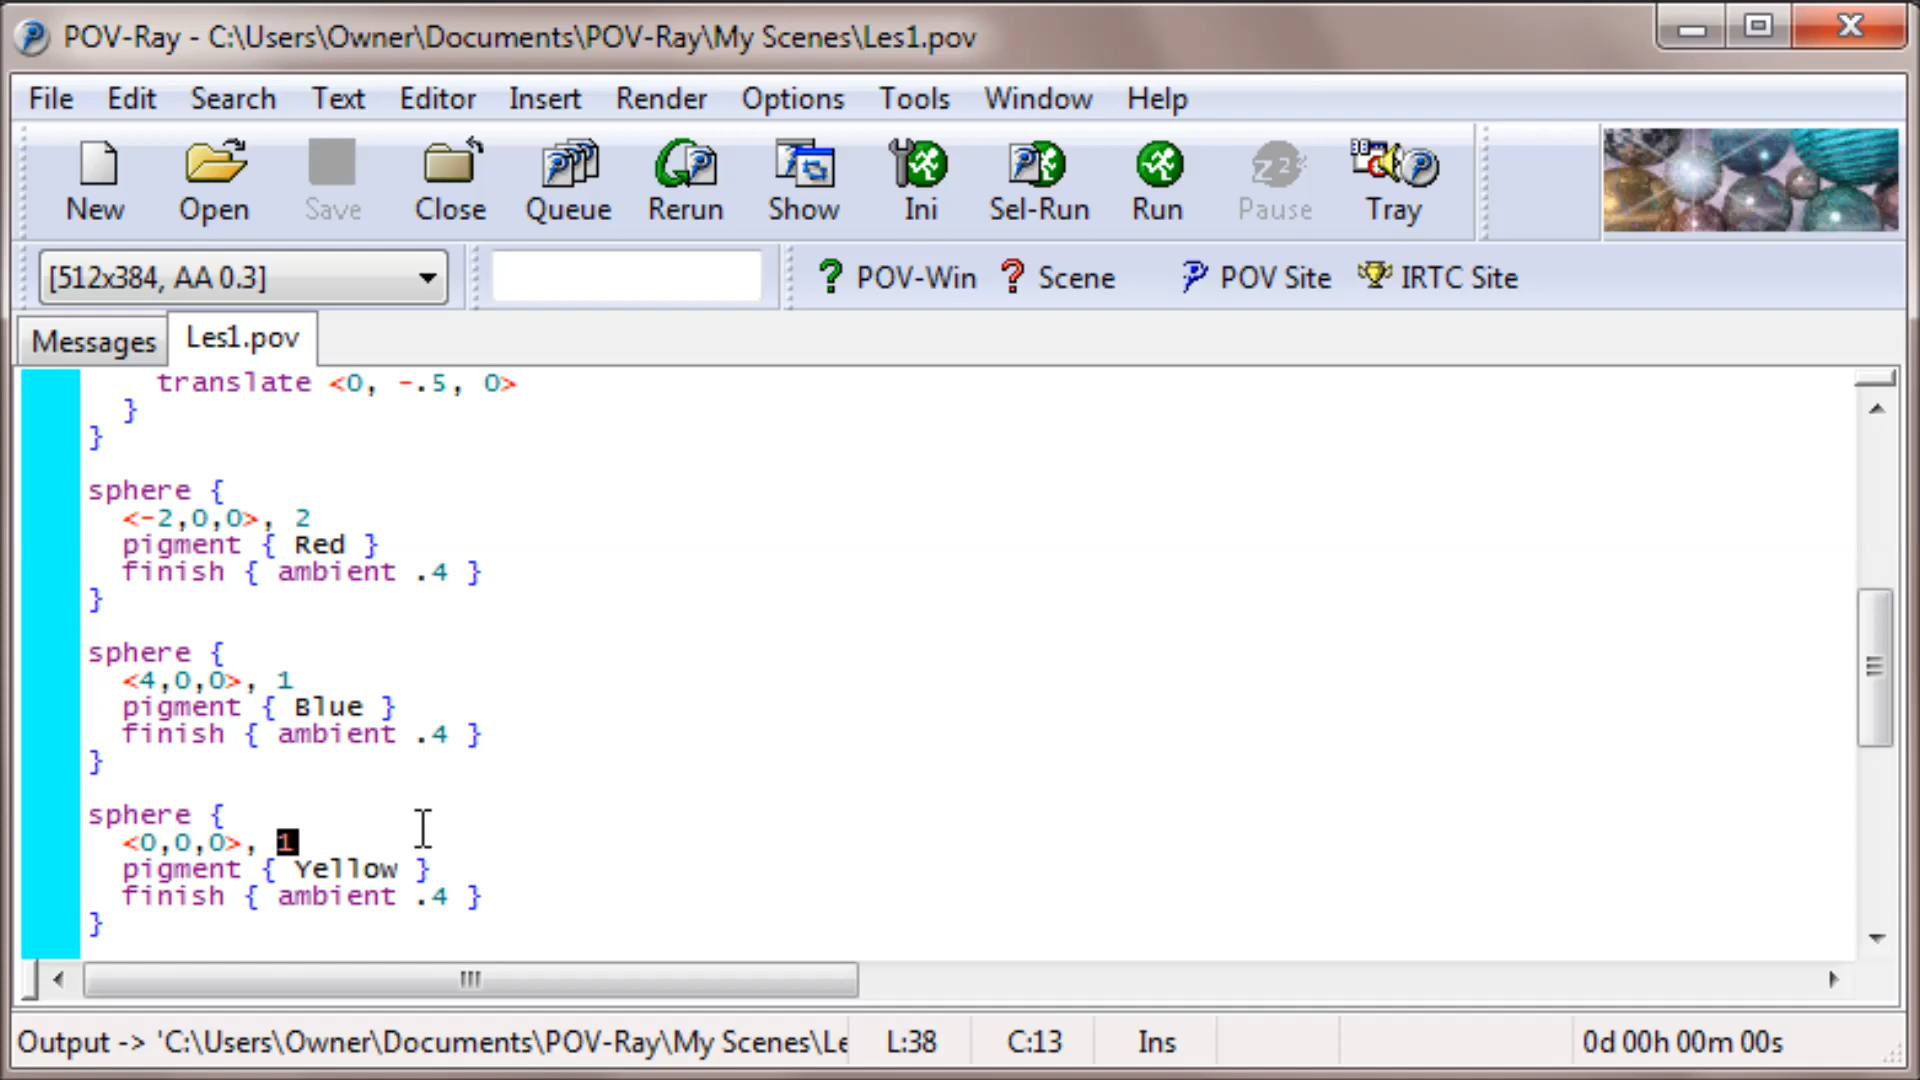 POV-Ray - C:\Users\Owner\Documents\POV-Ray\My Scenes\Les1.pov
File Edit Search Text Editor Insert Render Options Tools Window Help
New Open Save Close Queue Rerun Show Ini Sel-Run Run Pause Tray
[512x384, AA 0.3] POV-Win Scene POV Site IRTC Site
Messages Les1.pov
translate <0, -.5, 0>
}
}
sphere {
<-2,0,0>, 2
pigment { Red }
finish { ambient .4 }
}
sphere {
<4,0,0>, 1
pigment { Blue }
finish { ambient .4 }
}
sphere {
<0,0,0>, 1
pigment { Yellow }
finish { ambient .4 }
}
Output -> 'C:\Users\Owner\Documents\POV-Ray\My Scenes\Le L:38 C:13 Ins 0d 00h 00m 00s